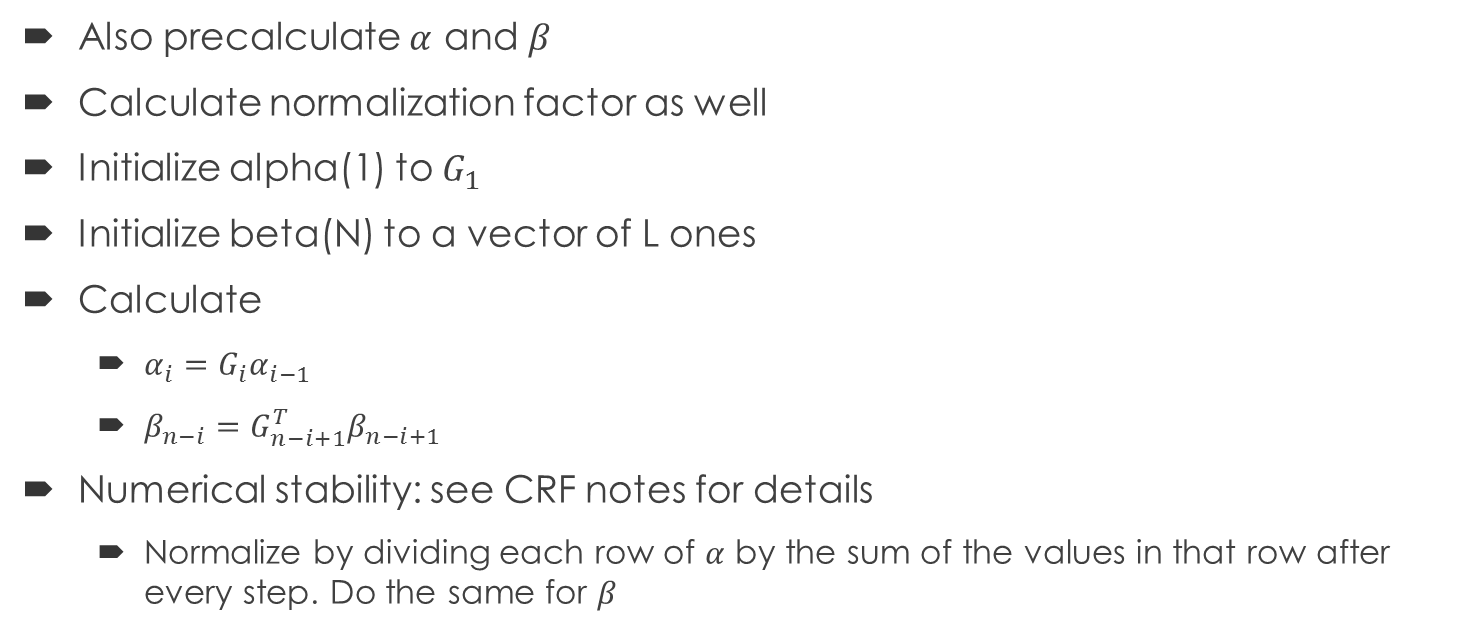 Also precalculate α and β
Calculate normalization factor as well
Initialize alpha(1) to G₁
Initialize beta(N) to a vector of L ones
Calculate
αᵢ = Gᵢαᵢ₋₁
βₙ₋ᵢ = Gᵀₙ₋ᵢ₊₁βₙ₋ᵢ₊₁
Numerical stability: see CRF notes for details
Normalize by dividing each row of α by the sum of the values in that row after
every step. Do the same for β